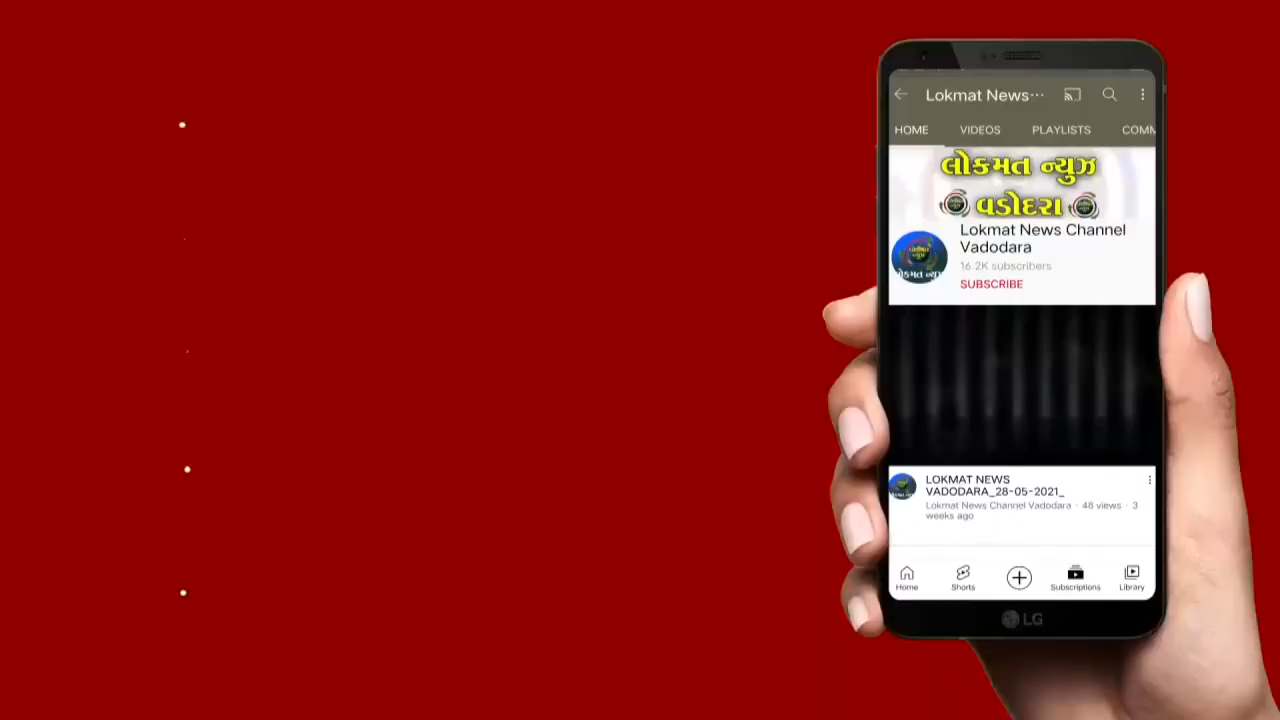 Lokmat News···
HOME VIDEOS PLAYLISTS COMM
લોકમત ન્યુઝ
વડોદરા
Lokmat News Channel
Vadodara
16.2K subscribers
SUBSCRIBE
LOKMAT NEWS
VADODARA_28-05-2021_
Lokmat News Channel Vadodara · 48 views · 3
weeks ago
Home Shorts Subscriptions Library
LG